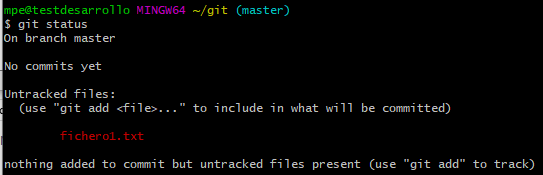 mpe@testdesarrollo MINGW64 ~/git (master)
$ git status
On branch master
No commits yet
Untracked files:
(use "git add <file>..." to include in what will be committed)
fichero1.txt
nothing added to commit but untracked files present (use "git add" to track)